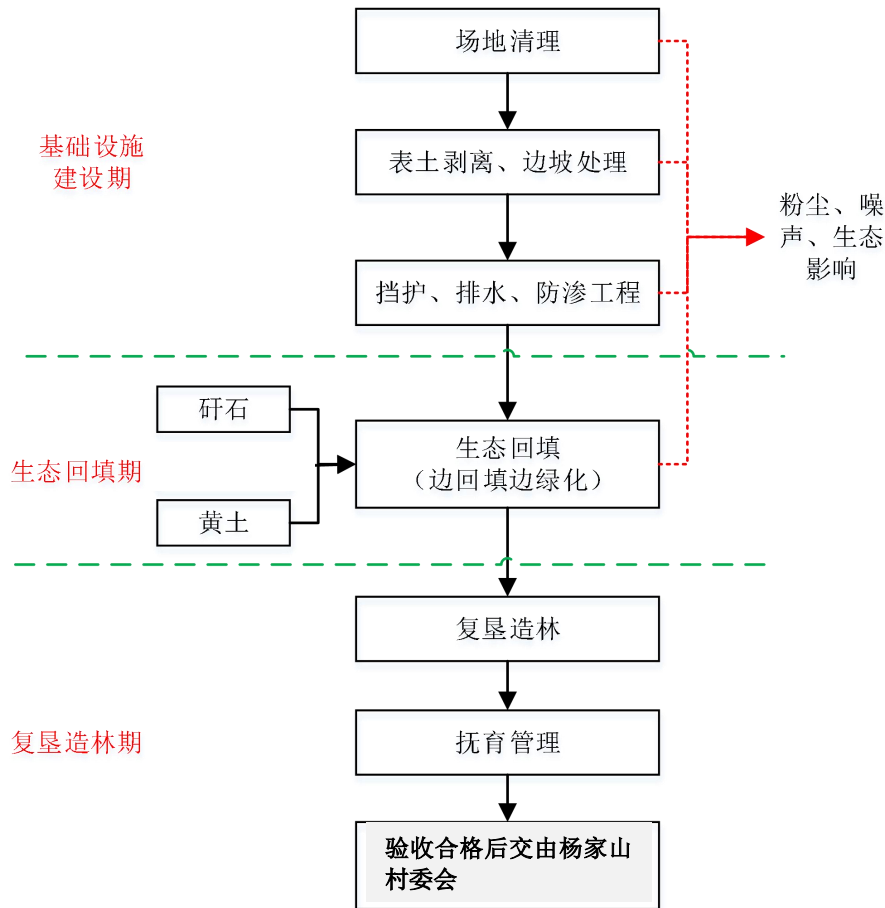 场地清理
基础设施
建设期
表土剥离、边坡处理
粉尘、噪
声、生态
影响
挡护、排水、防渗工程
矸石
生态回填期
生态回填
（边回填边绿化）
黄土
复垦造林
复垦造林期
抚育管理
验收合格后交由杨家山
村委会